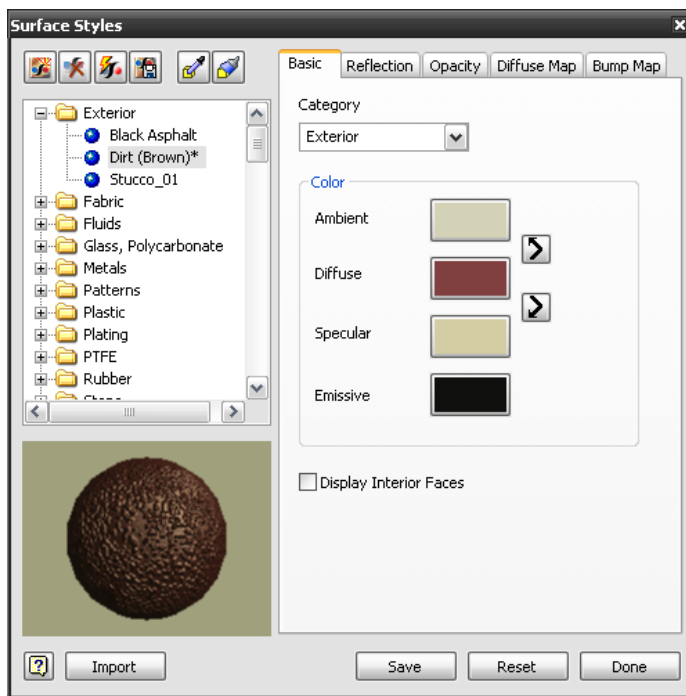 Surface Styles
Basic
Reflection
Opacity
Diffuse Map
Bump Map
Exterior
Black Asphalt
Dirt (Brown)*
Stucco_01
Fabric
Fluids
Glass, Polycarbonate
Metals
Patterns
Plastic
Plating
PTFE
Rubber
Category
Exterior
Color
Ambient
Diffuse
Specular
Emissive
Display Interior Faces
?
Import
Save
Reset
Done